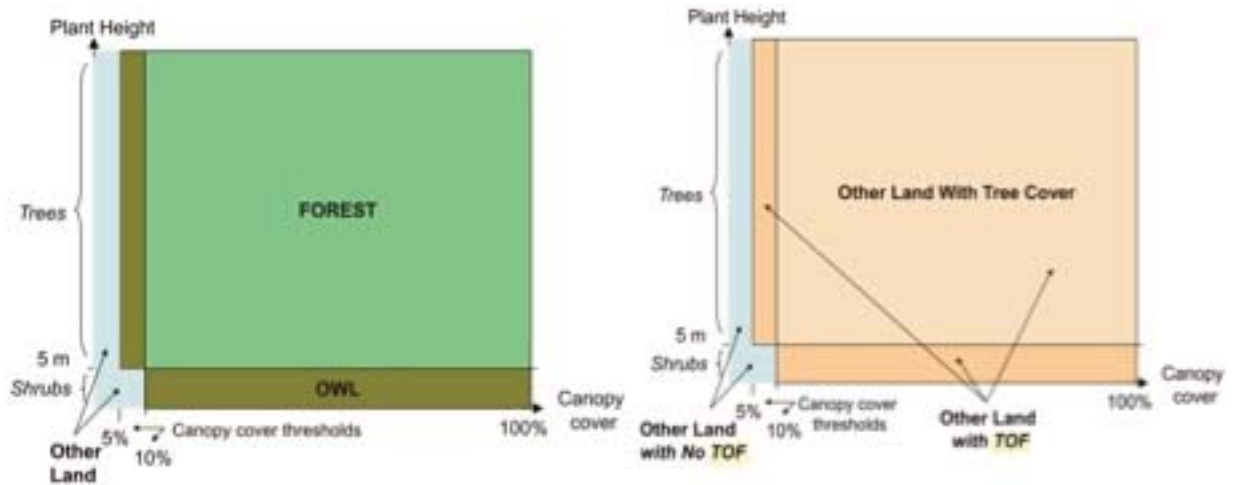 Plant Height
Trees
FOREST
5 m
Shrubs
OWL
Canopy
cover
5%
Canopy cover thresholds
100%
10%
Other
Land
Plant Height
Trees
Other Land With Tree Cover
5 m
Shrubs
Canopy
cover
5%
Canopy cover
thresholds
100%
10%
Other Land
with No TOF
Other Land
with TOF